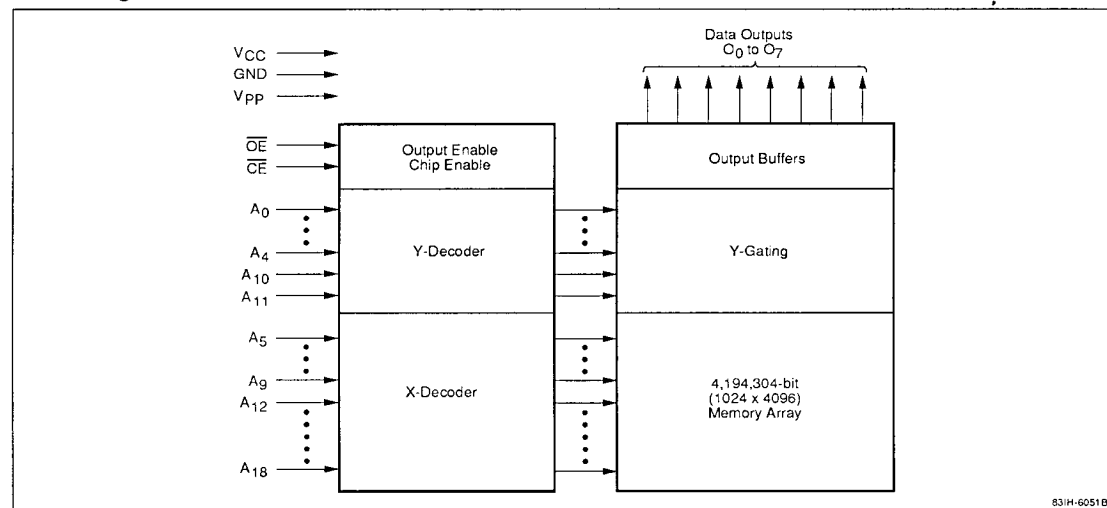 Data Outputs
O0 to O7
VCC
GND
VPP
OE
CE
Output Enable
Chip Enable
Output Buffers
A0
A4
A10
A11
Y-Decoder
Y-Gating
A5
A9
A12
A18
X-Decoder
4,194,304-bit
(1024 x 4096)
Memory Array
83IH-6051B